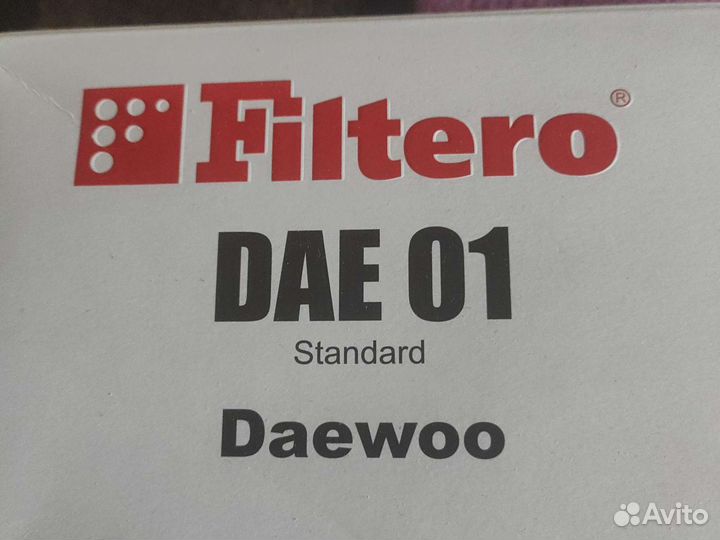 Filtero®
DAE 01
Standard
Daewoo
Avito